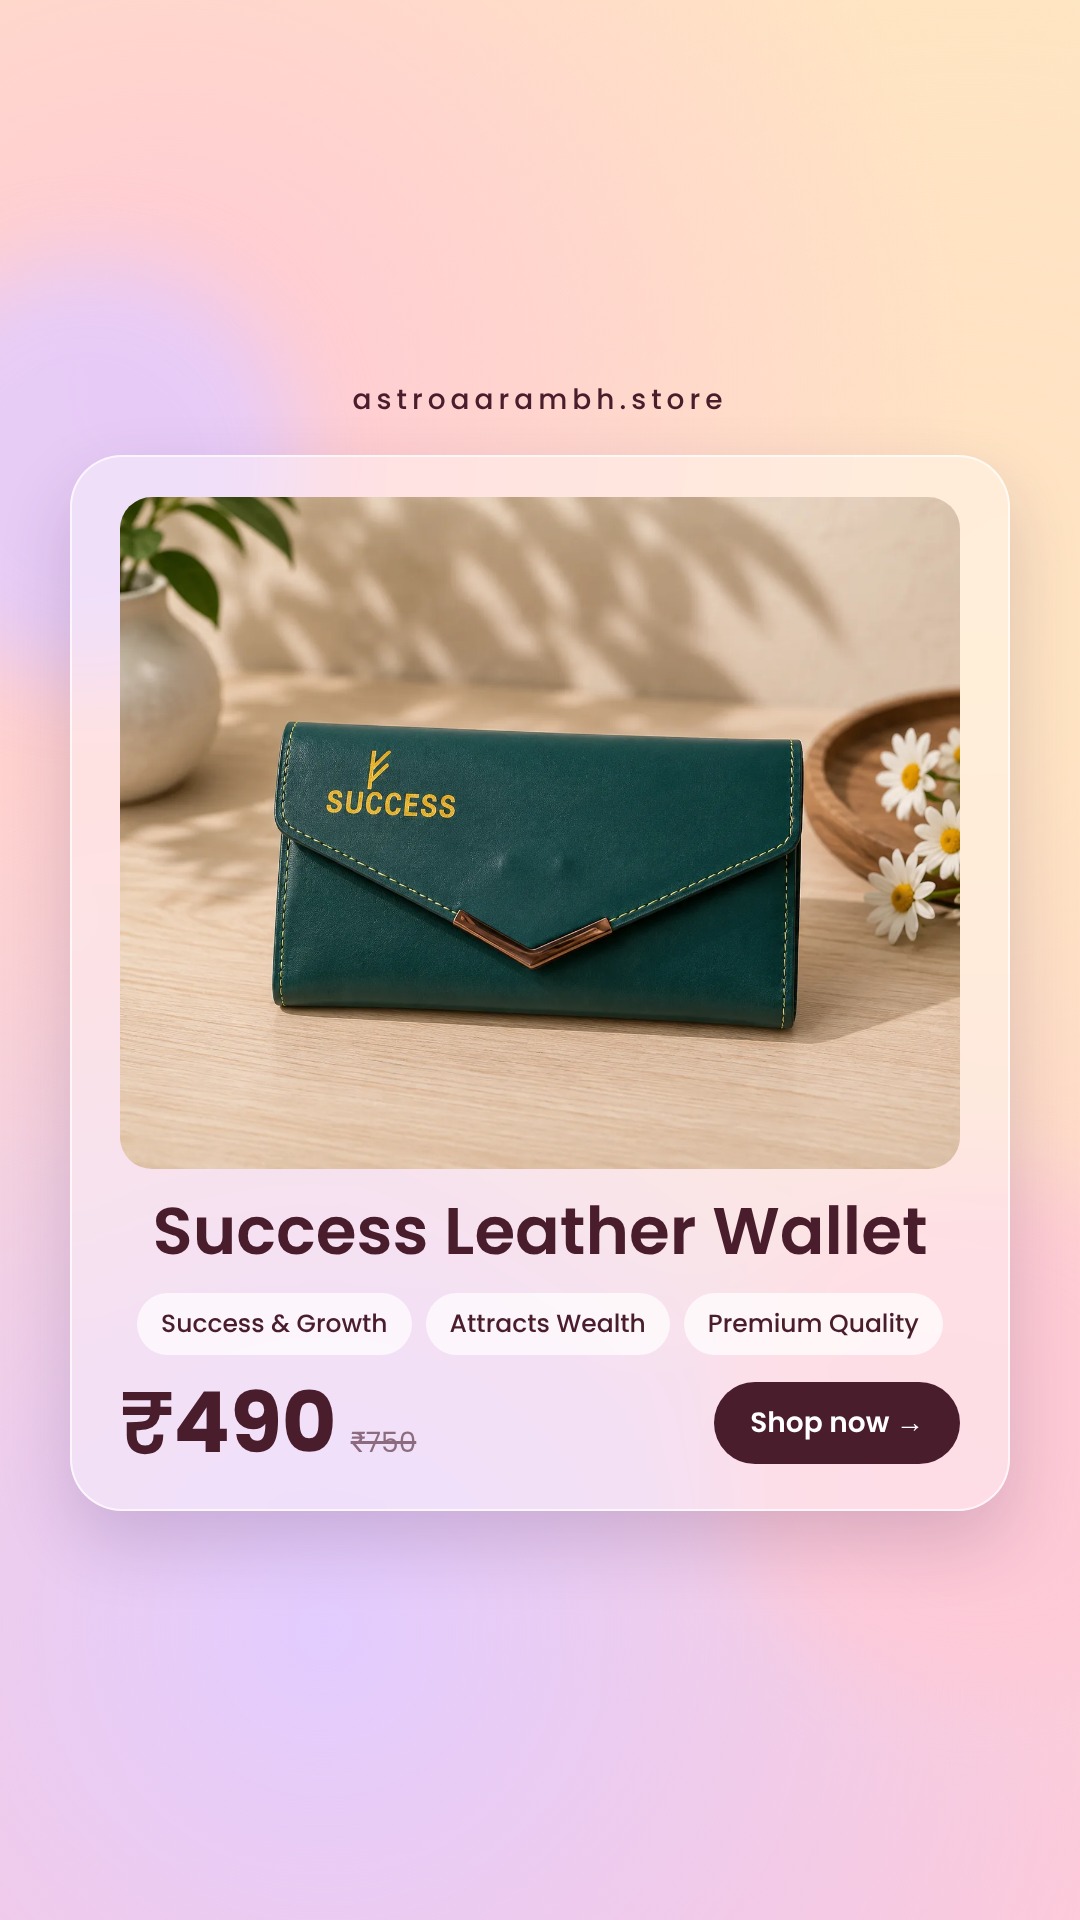 astroaarambh.store
SUCCESS
Success Leather Wallet
Success & Growth
Attracts Wealth
Premium Quality
₹490 ₹750
Shop now →